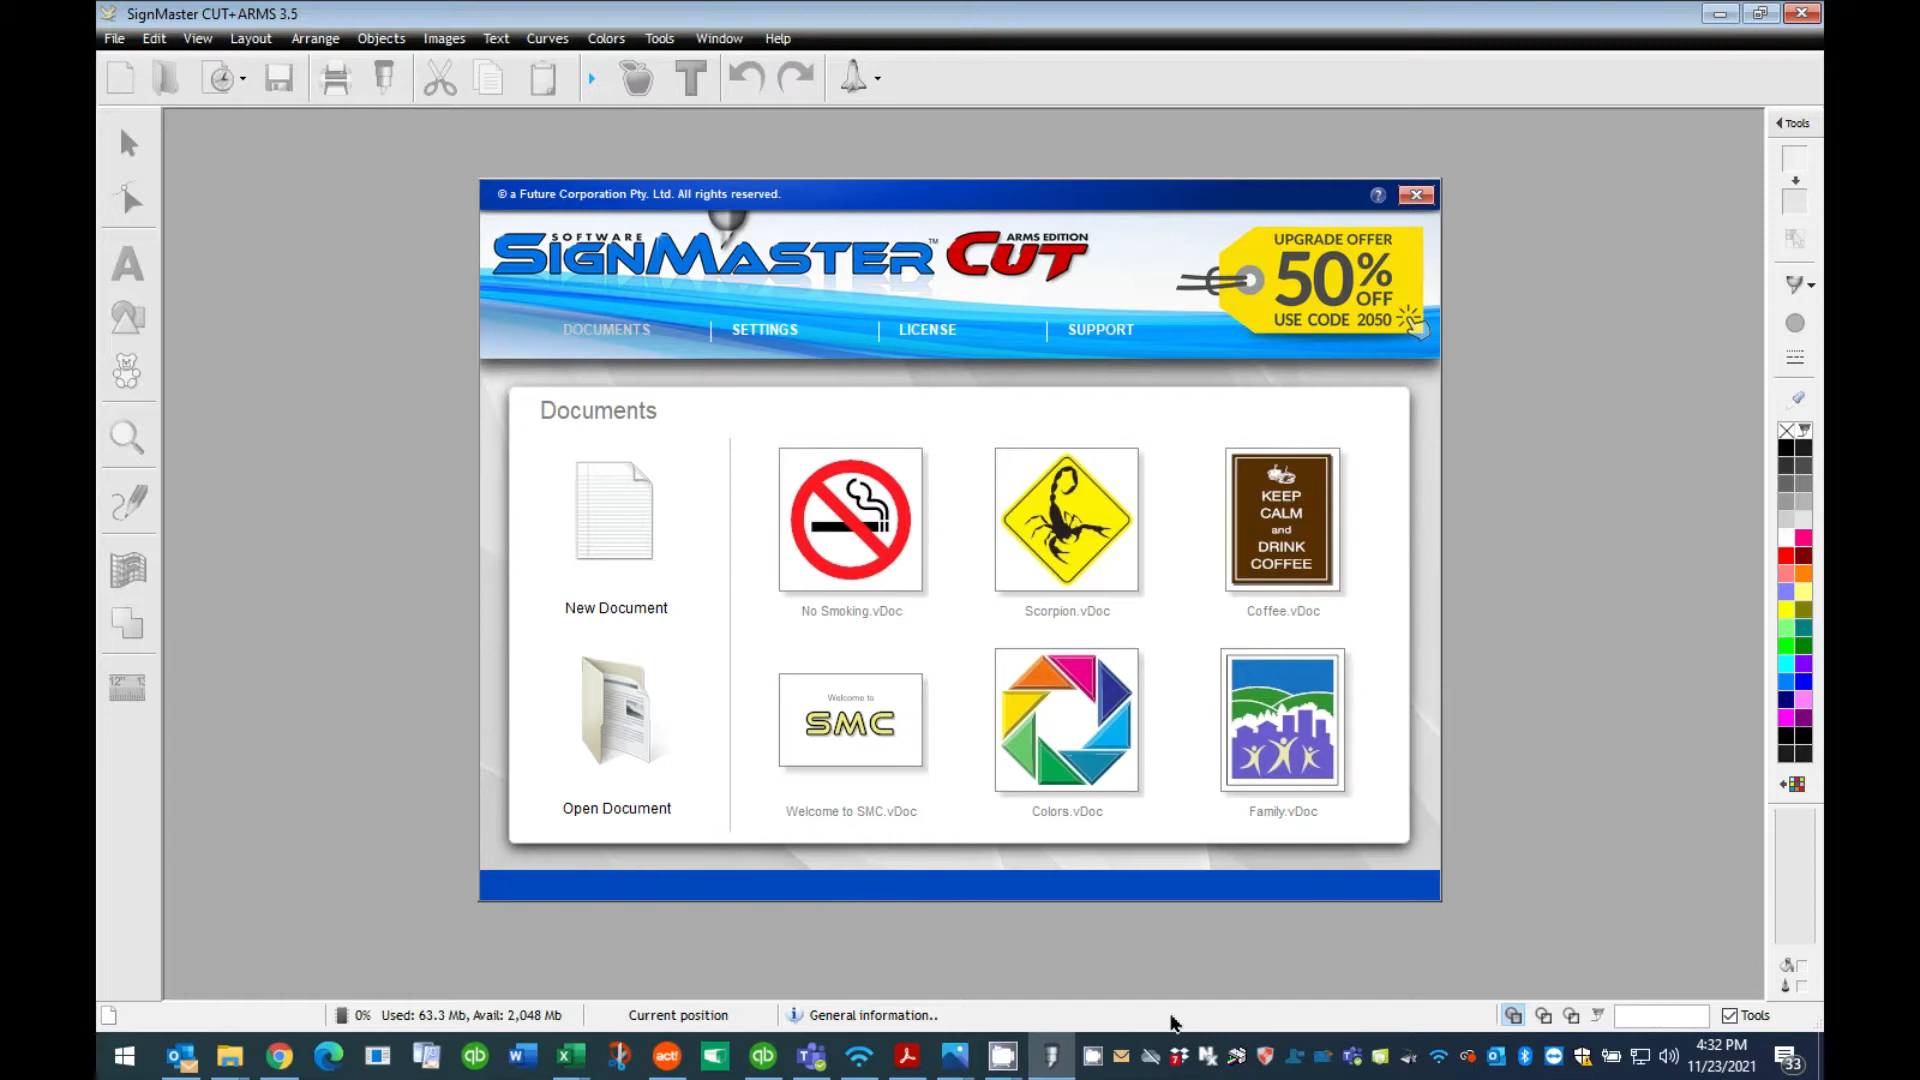 SignMaster CUT+ARMS 3.5
File Edit View Layout Arrange Objects Images Text Curves Colors Tools Window Help
Tools
© a Future Corporation Pty. Ltd. All rights reserved.
SOFTWARE
SIGNMASTER™ CUT
ARMS EDITION
UPGRADE OFFER
50%
OFF
USE CODE 2050
DOCUMENTS SETTINGS LICENSE SUPPORT
Documents
KEEP
CALM
and
DRINK
COFFEE
New Document
No Smoking.vDoc
Scorpion.vDoc
Coffee.vDoc
Welcome to
SMC
Open Document
Welcome to SMC.vDoc
Colors.vDoc
Family.vDoc
0% Used: 63.3 Mb, Avail: 2,048 Mb
Current position
General information..
Tools
4:32 PM
11/23/2021
33